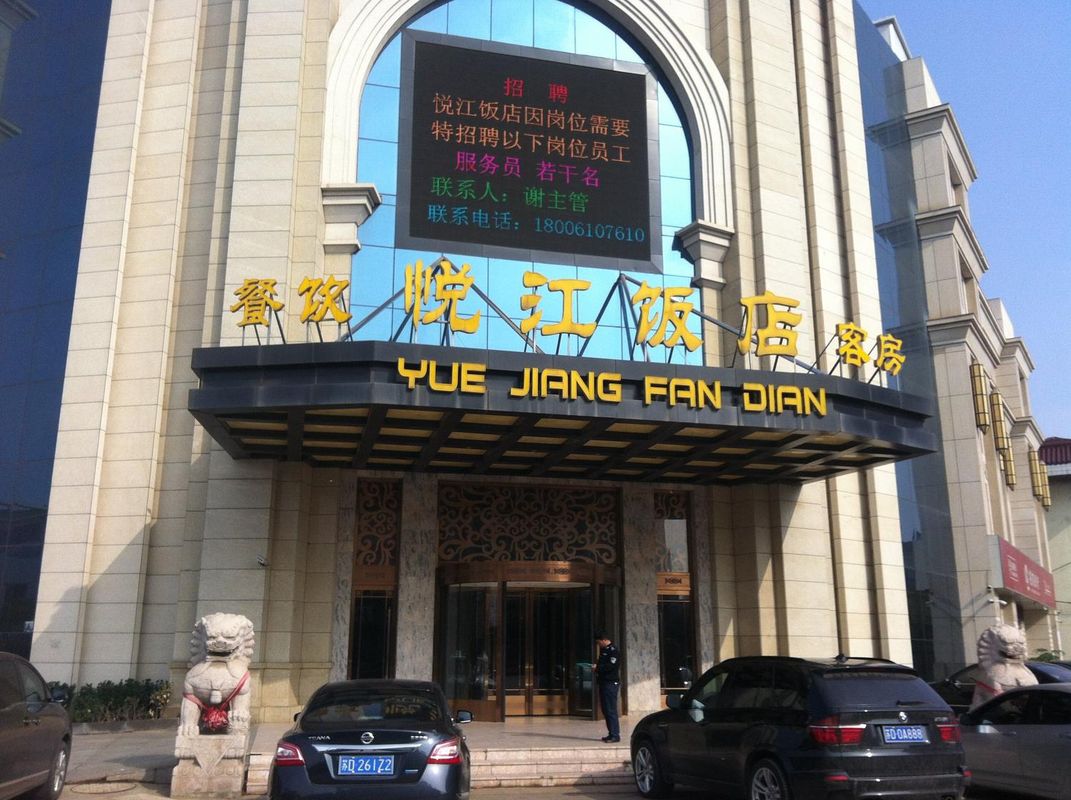 招 聘
悦江饭店因岗位需要
特招聘以下岗位员工
服务员 若干名
联系人：谢主管
联系电话：18006107610
餐饮 悦江饭店 客房
YUE JIANG FAN DIAN
TEANA
苏D 261Z2
苏D 0A888